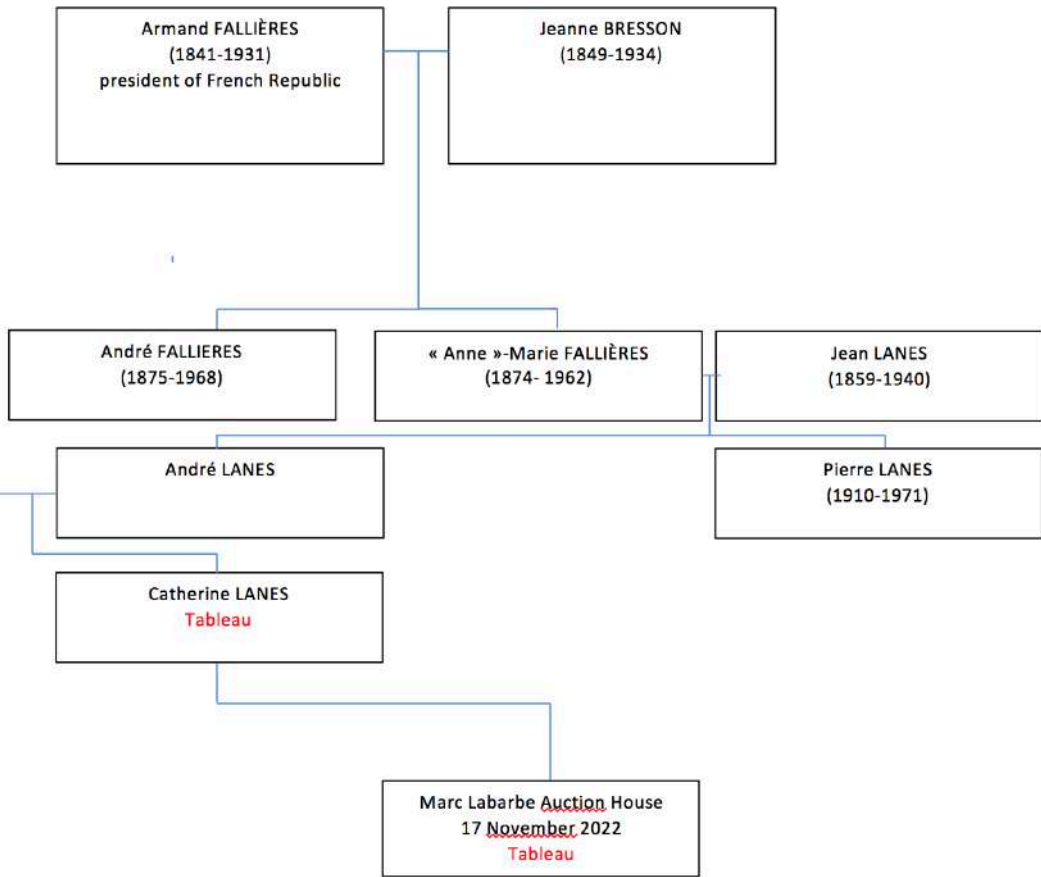 Armand FALLIÈRES
(1841-1931)
president of French Republic
Jeanne BRESSON
(1849-1934)
André FALLIERES
(1875-1968)
« Anne »-Marie FALLIÈRES
(1874- 1962)
Jean LANES
(1859-1940)
André LANES
Pierre LANES
(1910-1971)
Catherine LANES
Tableau
Marc Labarbe Auction House
17 November 2022
Tableau